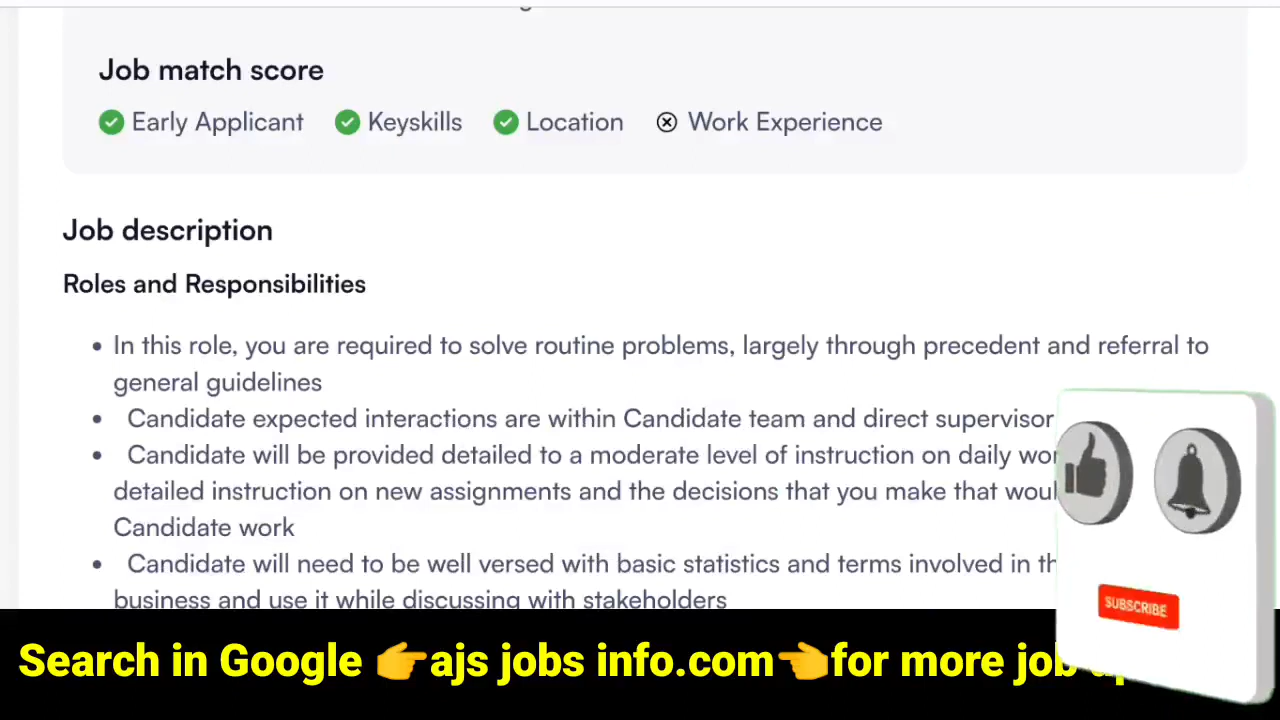 Job match score
Early Applicant Keyskills Location Work Experience
Job description
Roles and Responsibilities
In this role, you are required to solve routine problems, largely through precedent and referral to
general guidelines
Candidate expected interactions are within Candidate team and direct supervisor
Candidate will be provided detailed to a moderate level of instruction on daily
detailed instruction on new assignments and the decisions that you make that
Candidate work
Candidate will need to be well versed with basic statistics and terms involved in
business and use it while discussing with stakeholders
SUBSCRIBE
Search in Google 👉ajs jobs info.com👈for more job